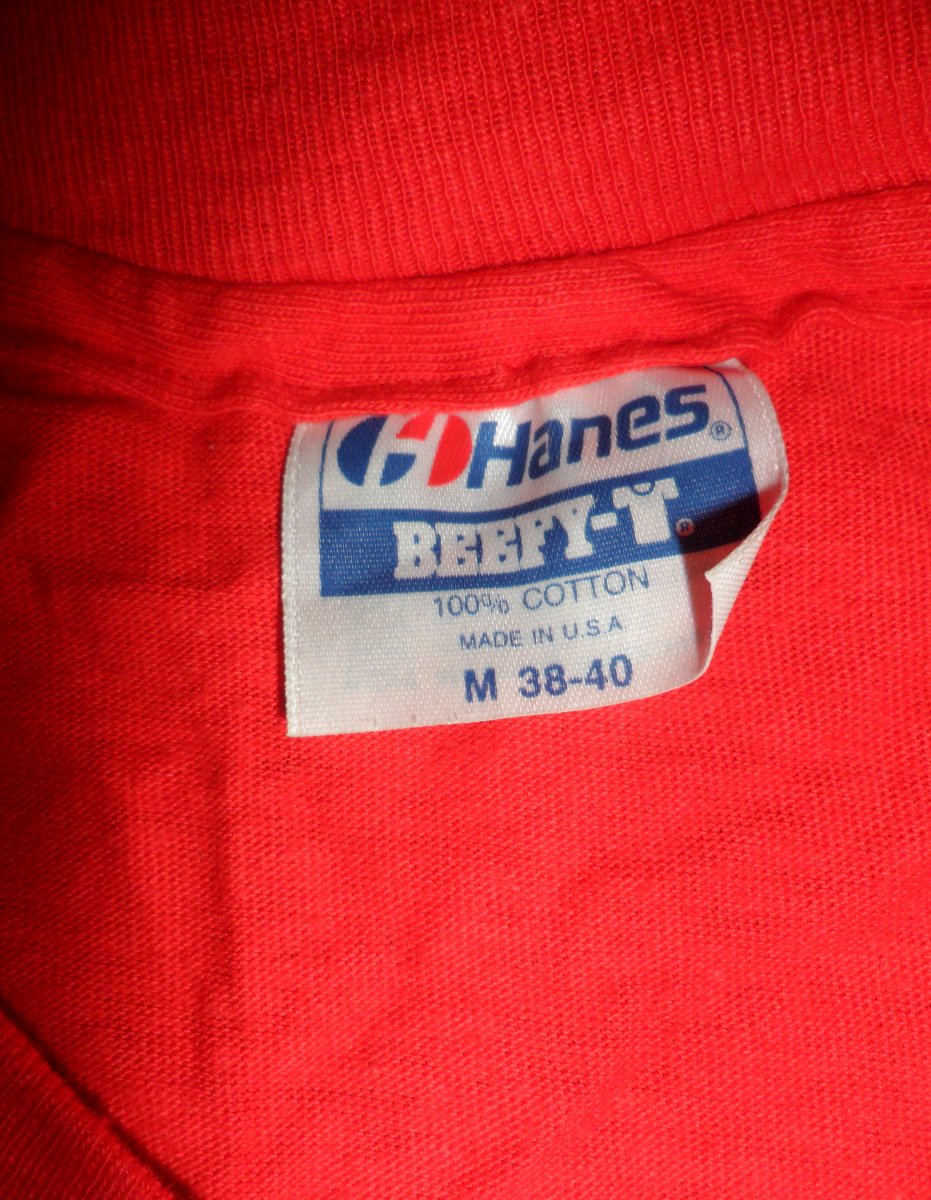 Hanes®
BEEFY-T®
100% COTTON
MADE IN U.S.A
M 38-40